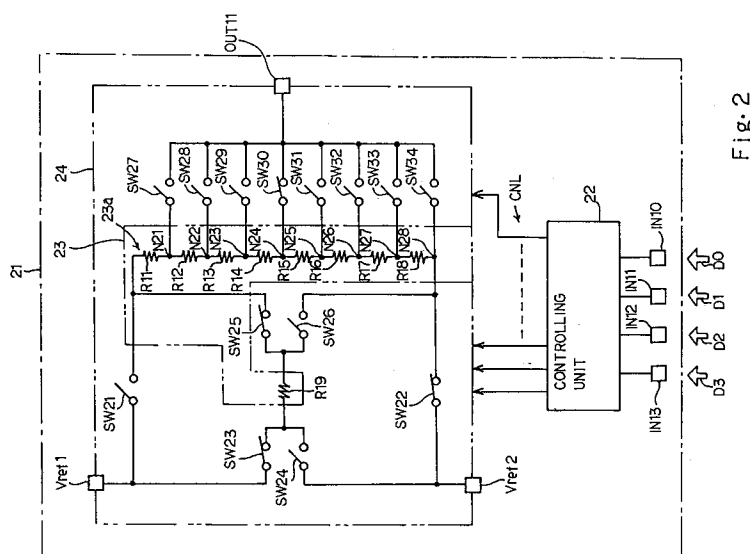 21
24
23
23a
Vret1
OUT11
SW21
SW27
SW28
SW29
SW30
SW31
SW32
SW33
SW34
R11
N21
R12
N22
R13
N23
R14
N24
R15
N25
R16
N26
R17
N27
R18
N28
SW23
SW24
R19
SW25
SW26
SW22
Vret2
CNL
22
CONTROLLING
UNIT
IN13
IN12
IN11
IN10
D3
D2
D1
D0
Fig. 2